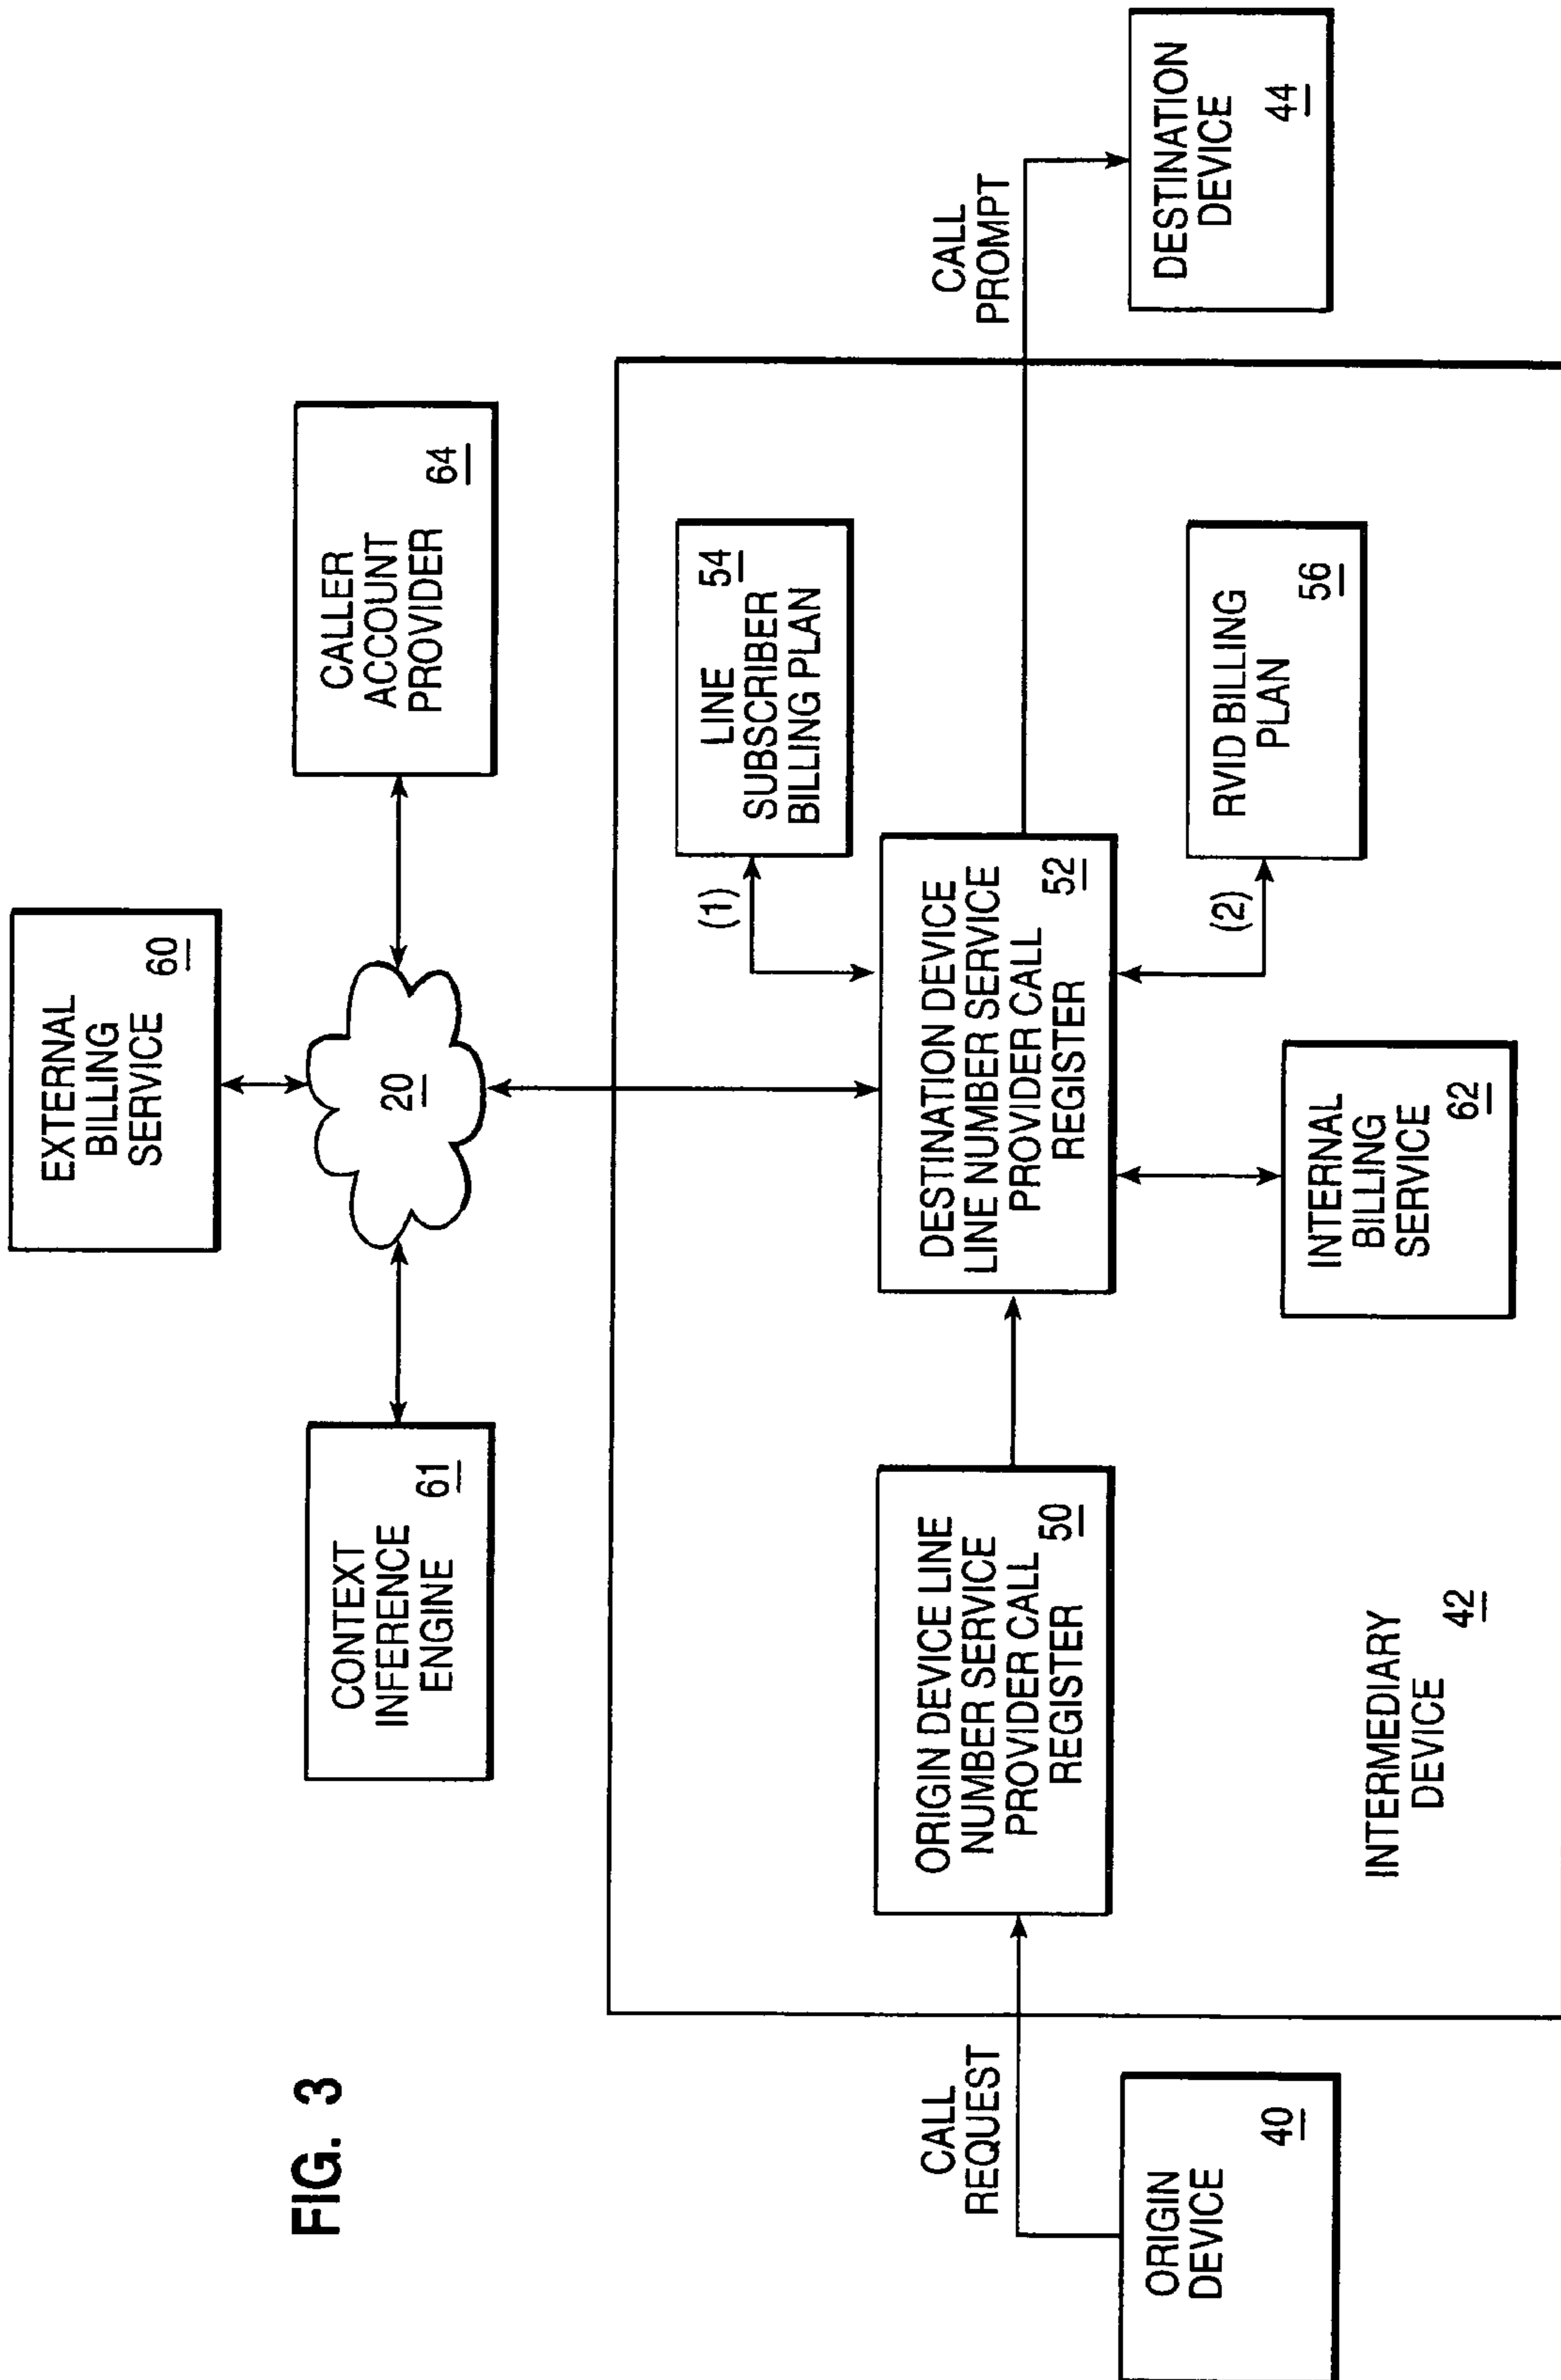 FIG. 3
EXTERNAL
BILLING
SERVICE
60
CONTEXT
INFERENCE
ENGINE
61
20
CALLER
ACCOUNT
PROVIDER
64
CALL
REQUEST
ORIGIN
DEVICE
40
ORIGIN DEVICE LINE
NUMBER SERVICE
PROVIDER CALL
REGISTER
50
DESTINATION DEVICE
LINE NUMBER SERVICE
PROVIDER CALL
REGISTER
52
(1)
LINE
SUBSCRIBER
BILLING PLAN
54
(2)
RVID BILLING
PLAN
56
INTERNAL
BILLING
SERVICE
62
INTERMEDIARY
DEVICE
42
CALL
PROMPT
DESTINATION
DEVICE
44